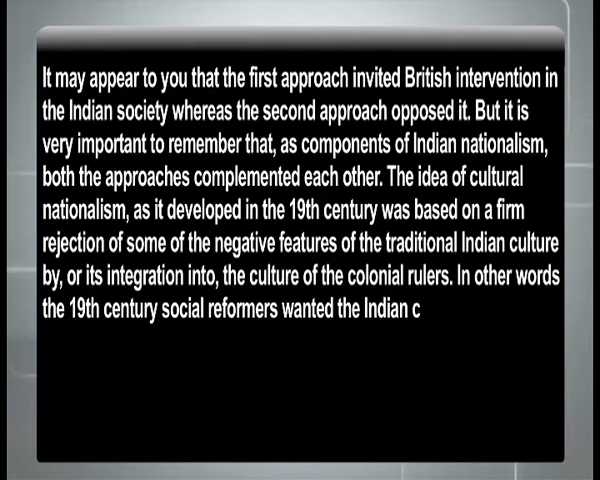 It may appear to you that the first approach invited British intervention in
the Indian society whereas the second approach opposed it. But it is
very important to remember that, as components of Indian nationalism,
both the approaches complemented each other. The idea of cultural
nationalism, as it developed in the 19th century was based on a firm
rejection of some of the negative features of the traditional Indian culture
by, or its integration into, the culture of the colonial rulers. In other words
the 19th century social reformers wanted the Indian c